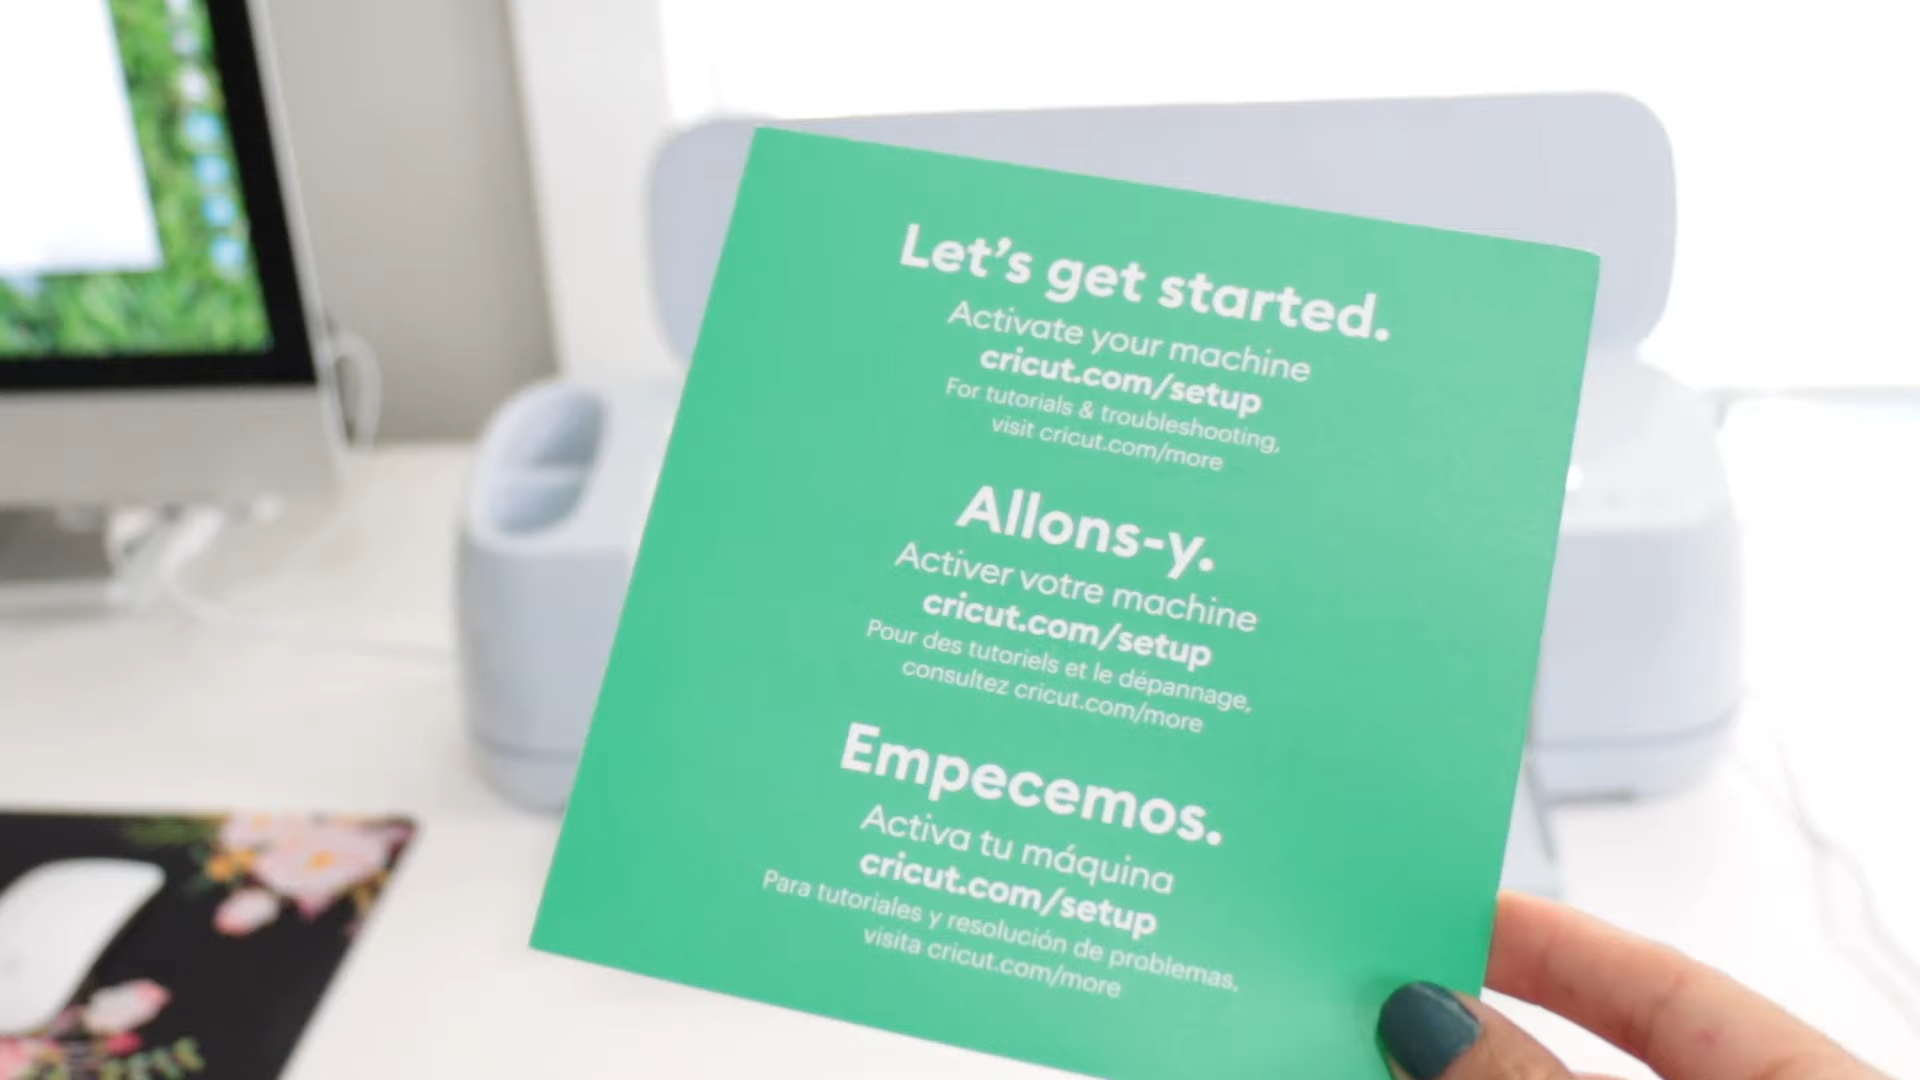 Let's get started.
Activate your machine
cricut.com/setup
For tutorials & troubleshooting,
visit cricut.com/more
Allons-y.
Activer votre machine
cricut.com/setup
Pour des tutoriels et le dépannage,
consultez cricut.com/more
Empecemos.
Activa tu máquina
cricut.com/setup
Para tutoriales y resolución de problemas,
visita cricut.com/more